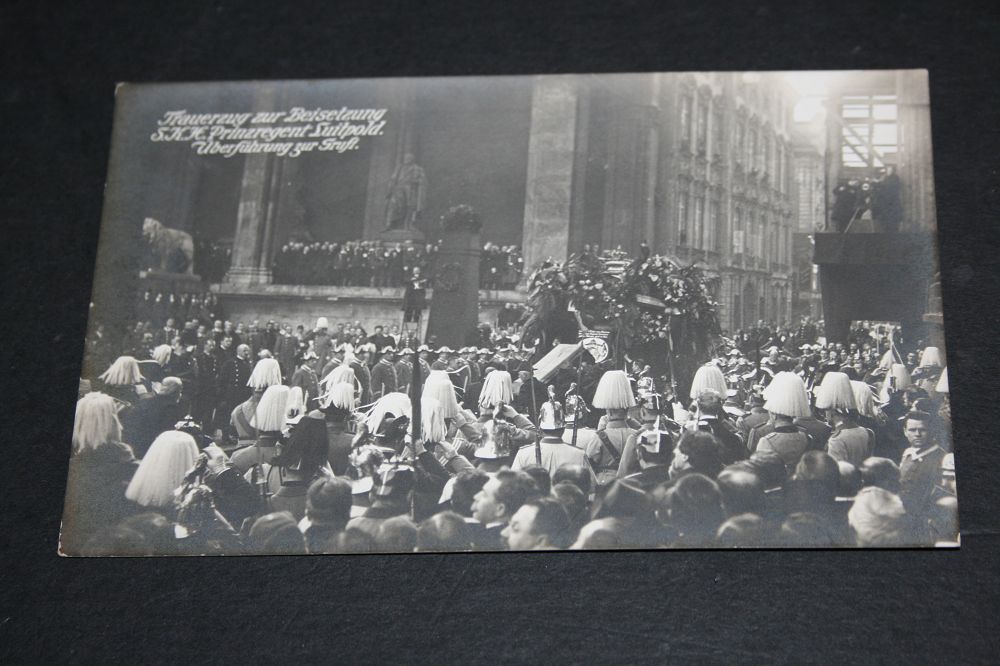 Trauerzug zur Beisetzung
S.K.H. Prinzregent Luitpold.
Überführung zur Gruft.